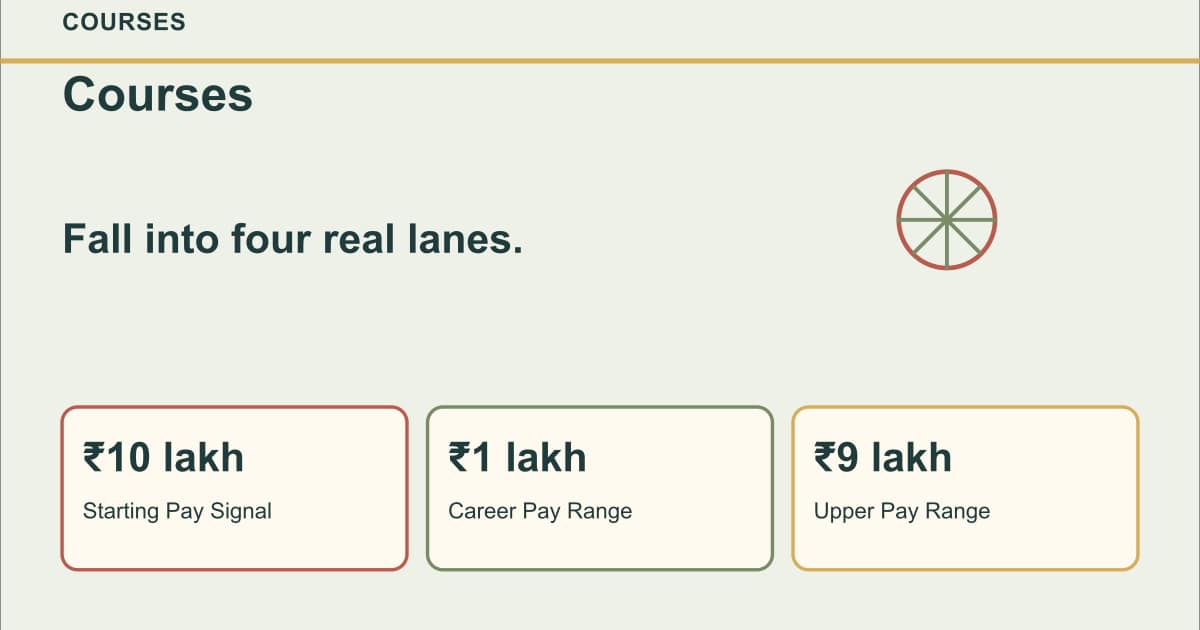 COURSES
Courses
Fall into four real lanes.
₹10 lakh
Starting Pay Signal
₹1 lakh
Career Pay Range
₹9 lakh
Upper Pay Range